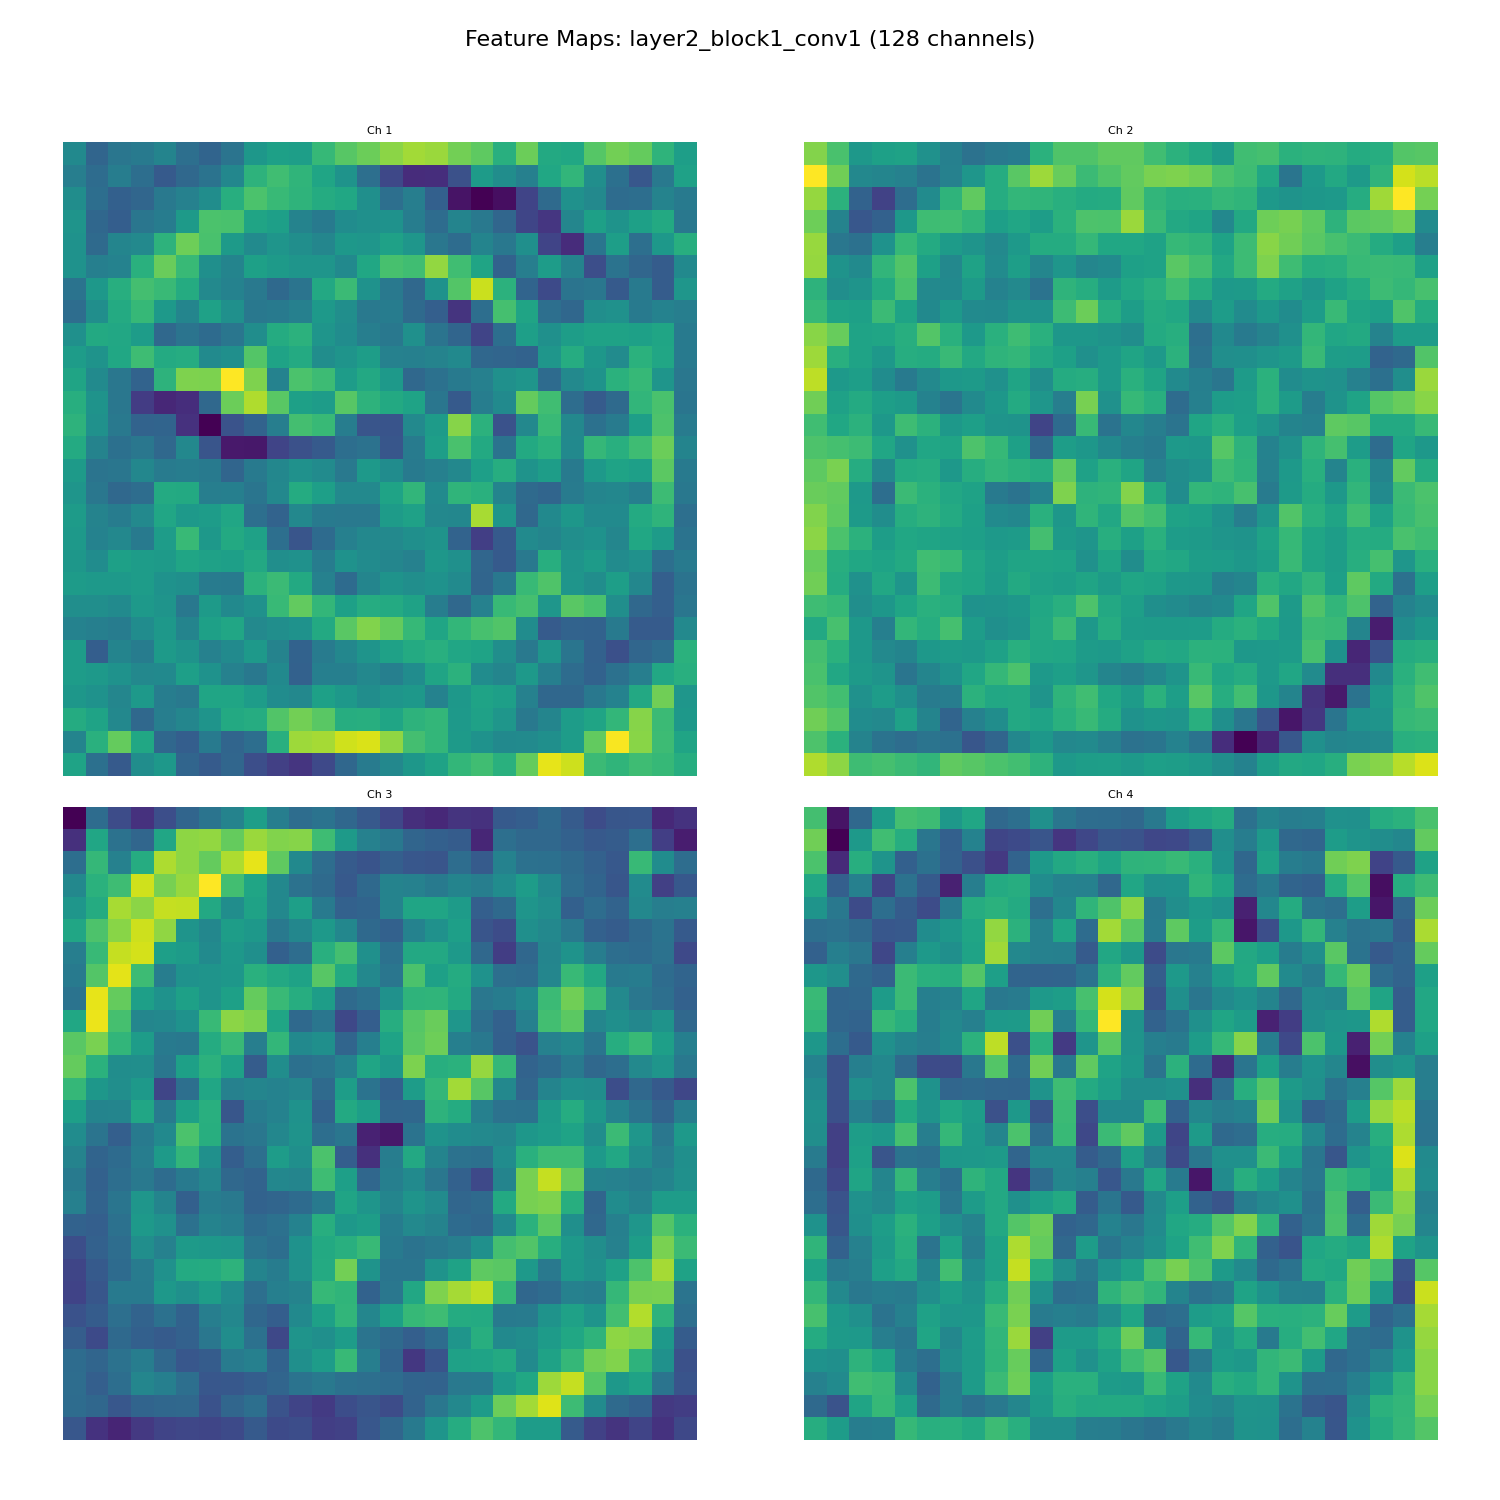 Feature Maps: layer2_block1_conv1 (128 channels)
Ch 1
Ch 2
Ch 3
Ch 4